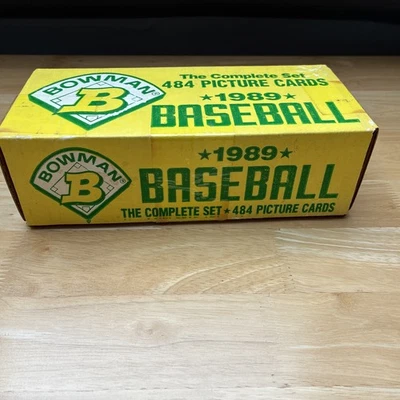 BOWMAN®
B
The Complete Set
484 PICTURE CARDS
★1989★
BASEBALL
BOWMAN®
B
★1989★
BASEBALL
THE COMPLETE SET ★ 484 PICTURE CARDS